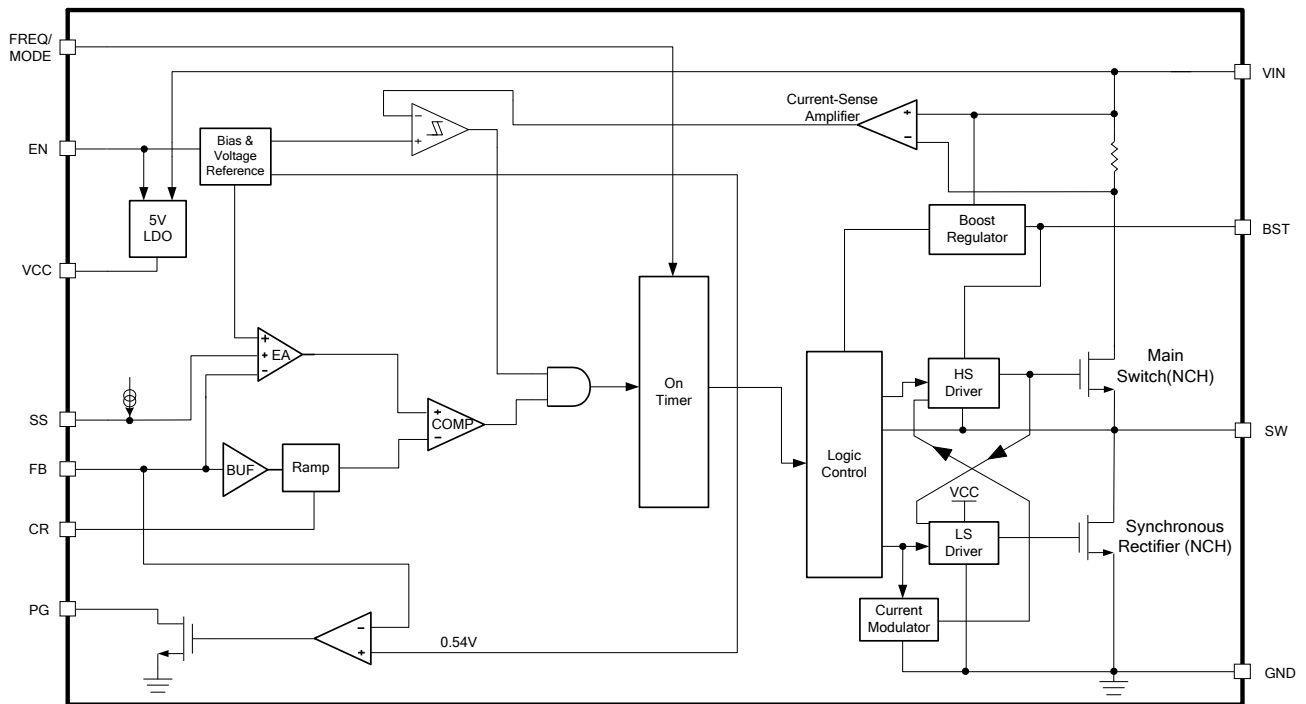 FREQ/
MODE
VIN
Current-Sense
Amplifier
+
−
−
+
EN
Bias &
Voltage
Reference
5V
LDO
Boost
Regulator
BST
VCC
+
+
−
EA
On
Timer
HS
Driver
Main
Switch(NCH)
SS
+
−
COMP
SW
FB
BUF
Ramp
Logic
Control
VCC
CR
LS
Driver
Synchronous
Rectifier (NCH)
PG
−
+
0.54V
Current
Modulator
GND